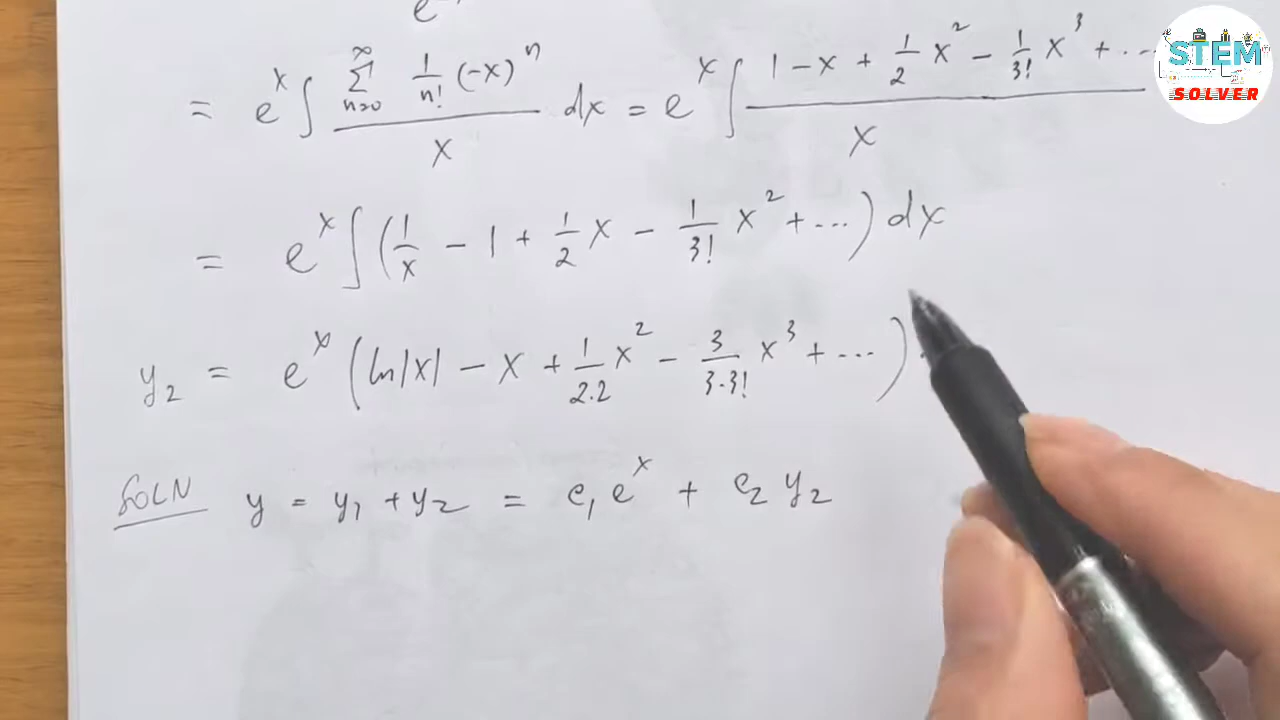 e
= e^x ∫ (∑_{n=0}^{∞} 1/n! (-x)^n) / x dx = e^x ∫ (1 - x + 1/2 x^2 - 1/3! x^3 + ...) / x
= e^x ∫ (1/x - 1 + 1/2 x - 1/3! x^2 + ...) dx
y_2 = e^x (ln|x| - x + 1/2.2 x^2 - 3/3.3! x^3 + ...)
SOLN y = y_1 + y_2 = c_1 e^x + c_2 y_2
STEM
SOLVER